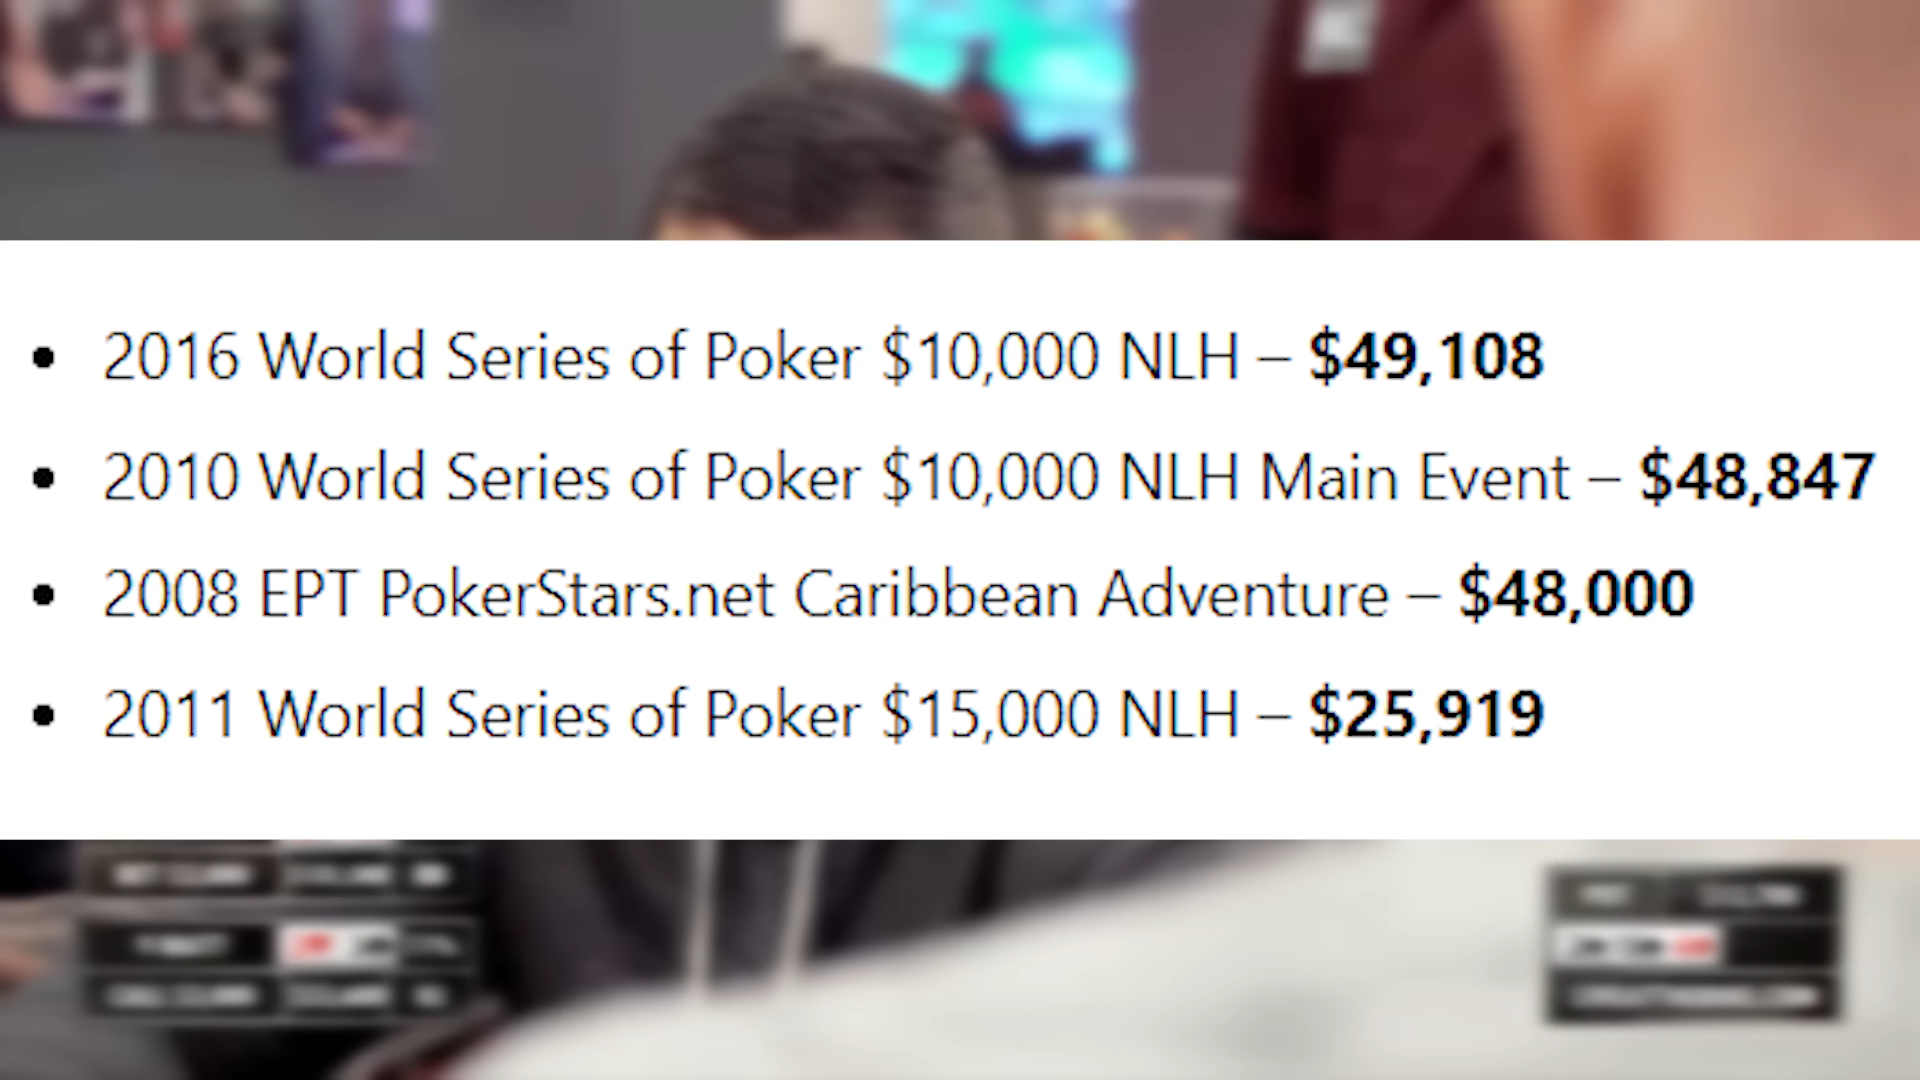 • 2016 World Series of Poker $10,000 NLH – $49,108
• 2010 World Series of Poker $10,000 NLH Main Event – $48,847
• 2008 EPT PokerStars.net Caribbean Adventure – $48,000
• 2011 World Series of Poker $15,000 NLH – $25,919